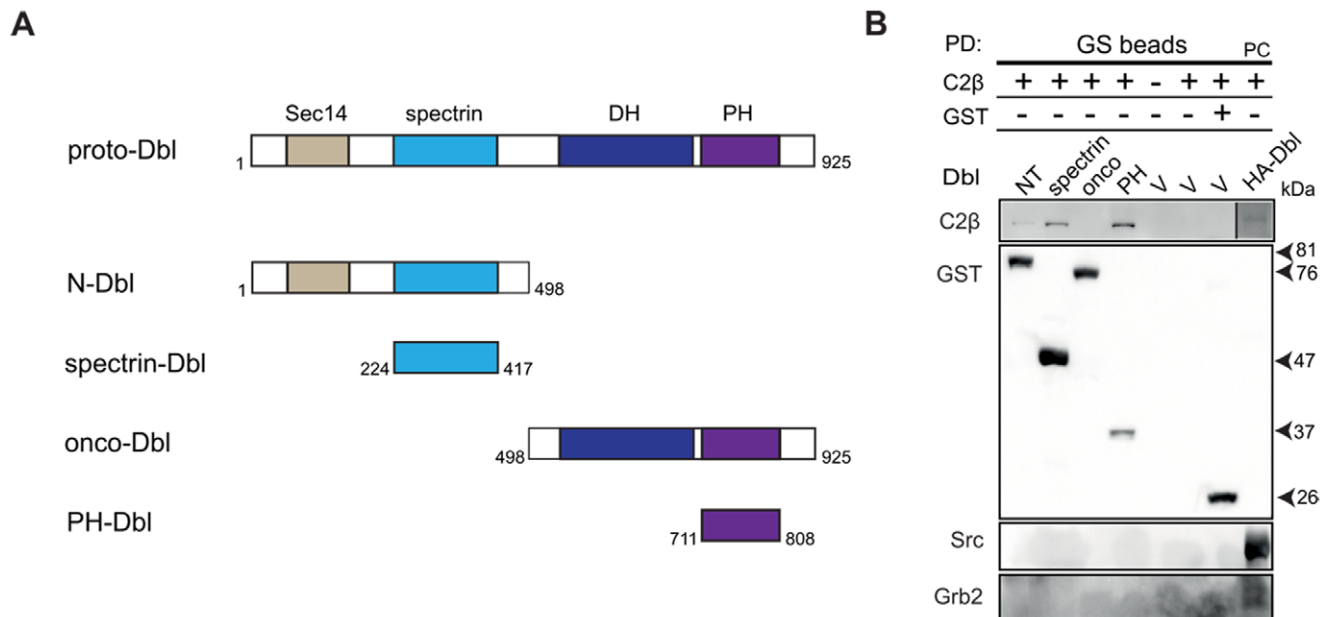 A
Sec14 spectrin DH PH
proto-Dbl 1 925
N-Dbl 1 498
spectrin-Dbl 224 417
onco-Dbl 498 925
PH-Dbl 711 808
B
PD: GS beads PC
C2β + + + + - + + +
GST - - - - - - + -
Dbl NT spectrin onco PH V V V HA-Dbl kDa
C2β
GST
81
76
47
37
26
Src
Grb2